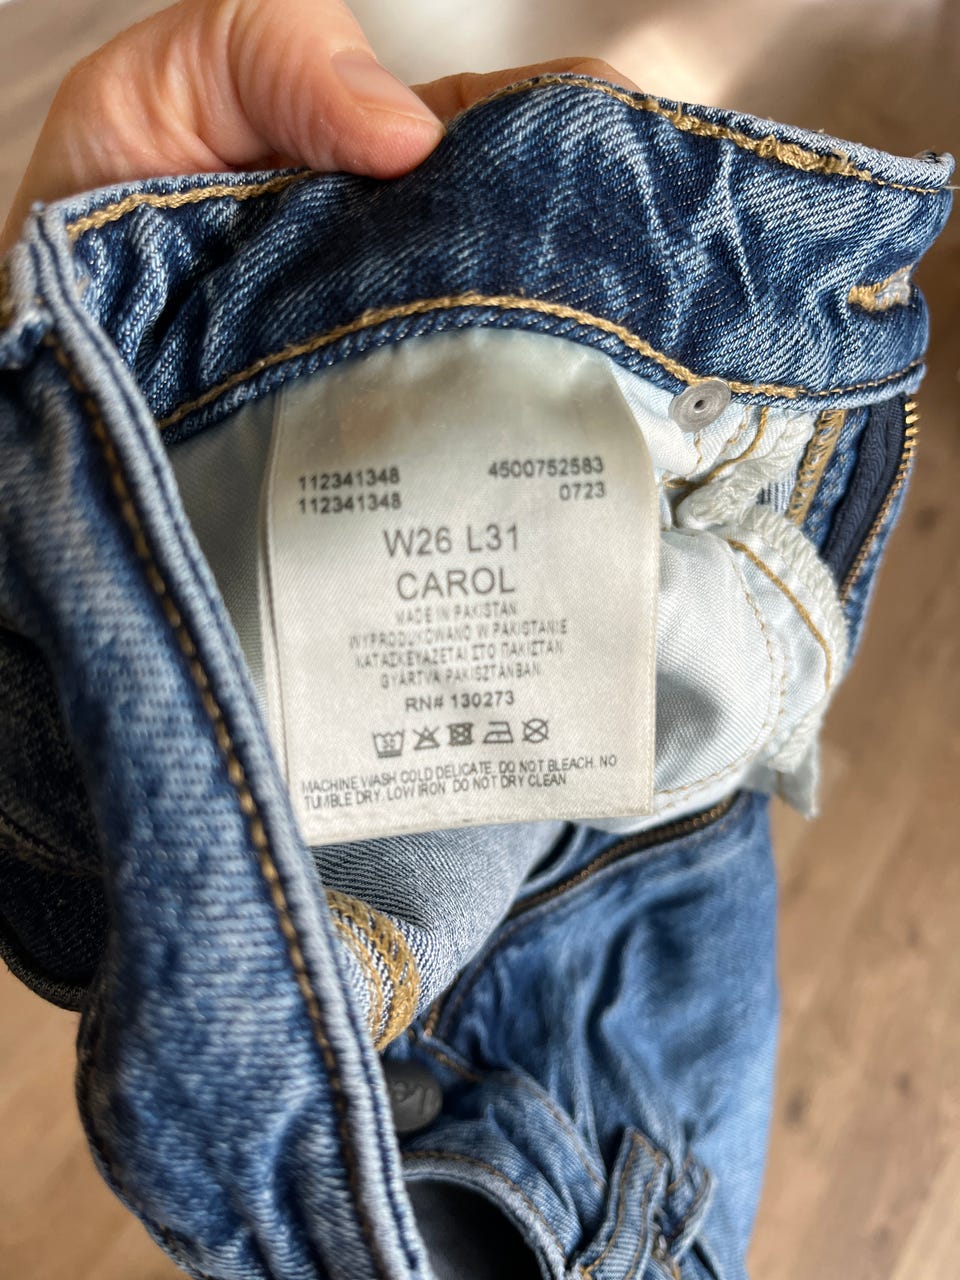 112341348 4500752583
112341348 0723
W26 L31
CAROL
MADE IN PAKISTAN
WYPRODUKOWANO W PAKISTANIE
ΚΑΤΑΣΚΕΥΑΖΕΤΑΙ ΣΤΟ ΠΑΚΙΣΤΑΝ
GYÁRTVA PAKISZTÁNBAN
RN# 130273
MACHINE WASH COLD DELICATE. DO NOT BLEACH. NO
TUMBLE DRY. LOW IRON DO NOT DRY CLEAN